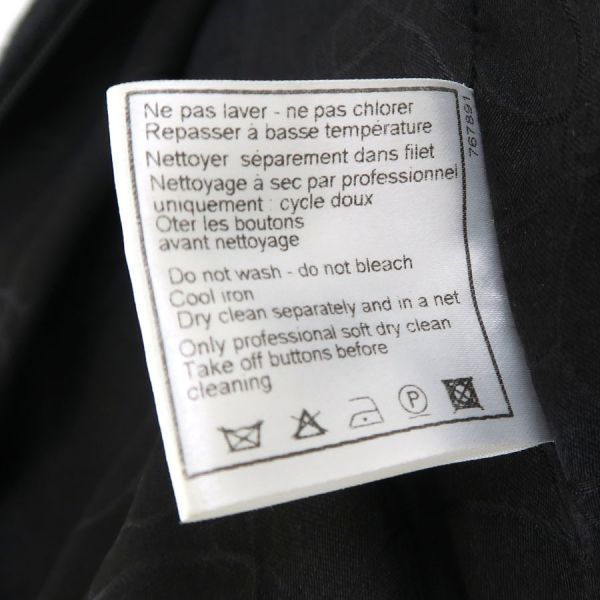 Ne pas laver - ne pas chlorer
Repasser à basse température
Nettoyer séparement dans filet
Nettoyage à sec par professionnel
uniquement : cycle doux
Oter les boutons
avant nettoyage
Do not wash - do not bleach
Cool iron
Dry clean separately and in a net
Only professional soft dry clean
Take off buttons before
cleaning
P
767891